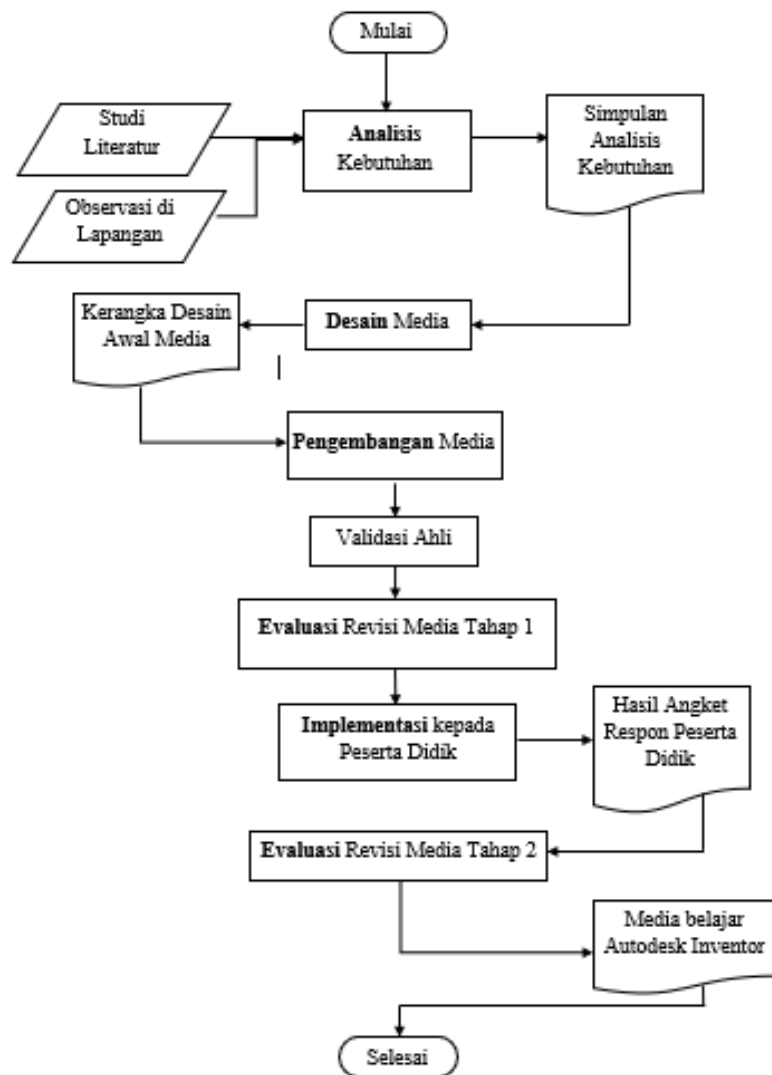 Mulai
Studi
Literatur
Analisis
Kebutuhan
Simpulan
Analisis
Kebutuhan
Observasi di
Lapangan
Kerangka Desain
Awal Media
Desain Media
Pengembangan Media
Validasi Ahli
Evaluasi Revisi Media Tahap 1
Implementasi kepada
Peserta Didik
Hasil Angket
Respon Peserta
Didik
Evaluasi Revisi Media Tahap 2
Media belajar
Autodesk Inventor
Selesai